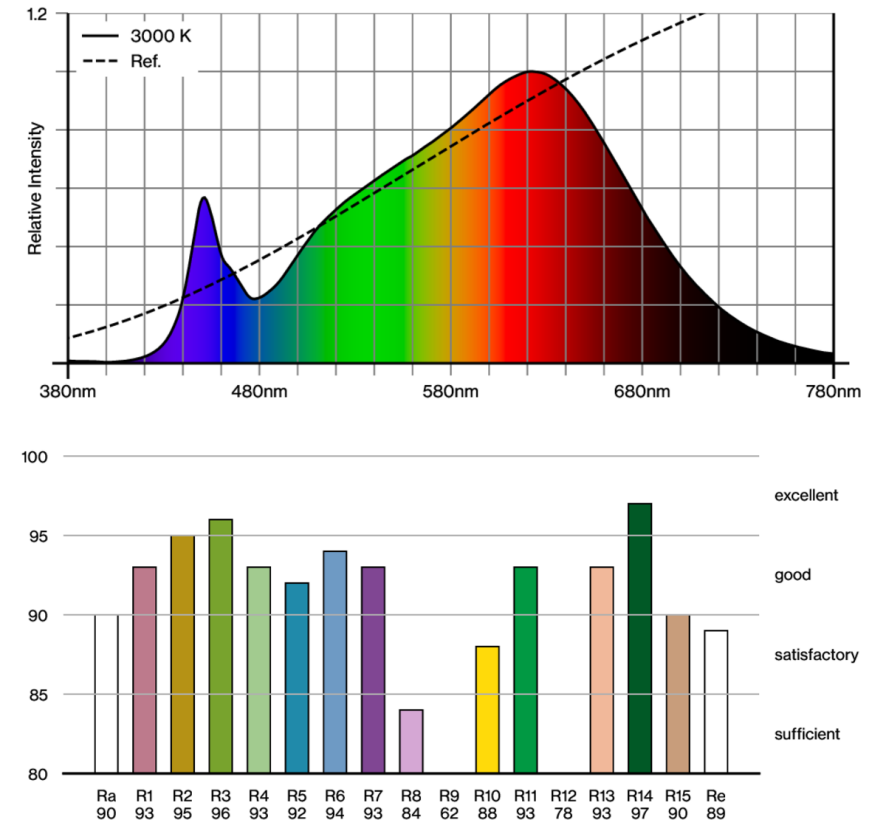 1.2
3000 K
Ref.
Relative Intensity
380nm 480nm 580nm 680nm 780nm
100
excellent
95
good
90
satisfactory
85
sufficient
80
Ra R1 R2 R3 R4 R5 R6 R7 R8 R9 R10 R11 R12 R13 R14 R15 Re
90 93 95 96 93 92 94 93 84 62 88 93 78 93 97 90 89